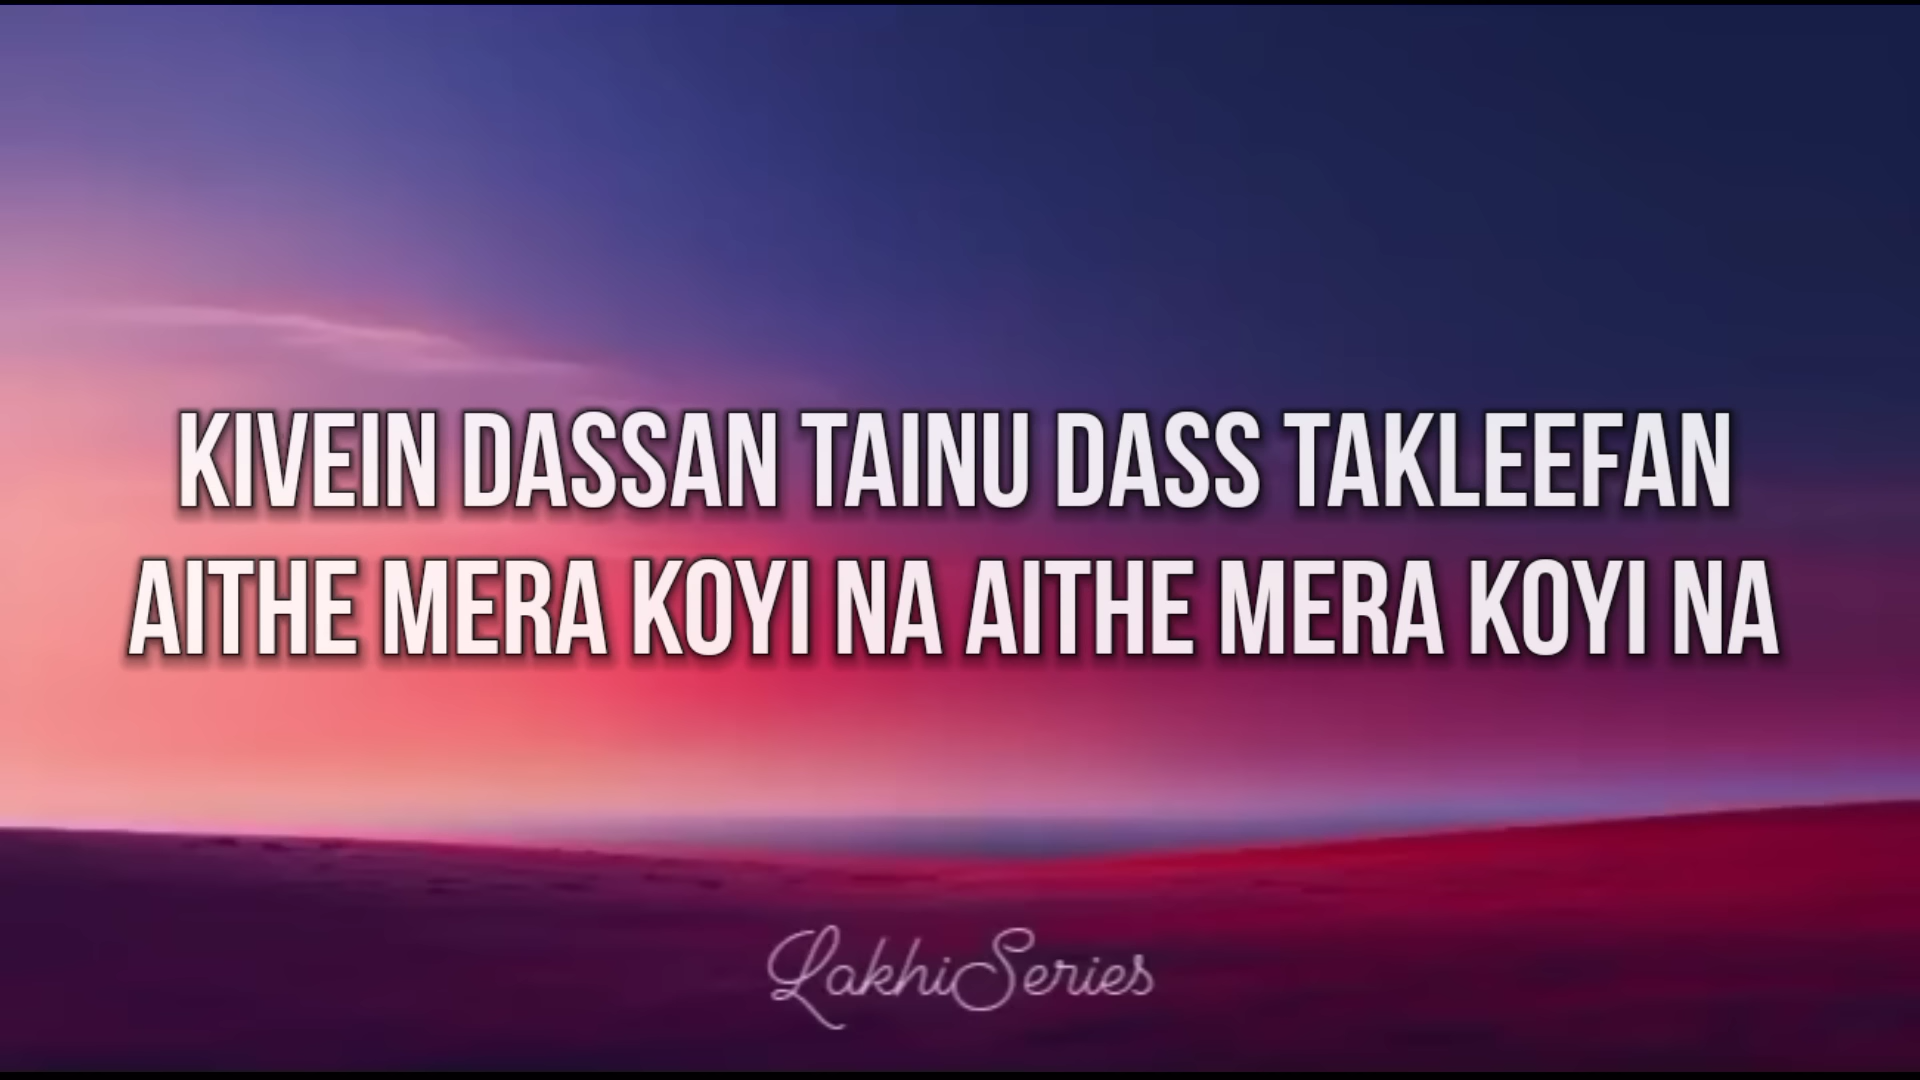 KIVEIN DASSAN TAINU DASS TAKLEEFAN
AITHE MERA KOYI NA AITHE MERA KOYI NA
LakhiSeries